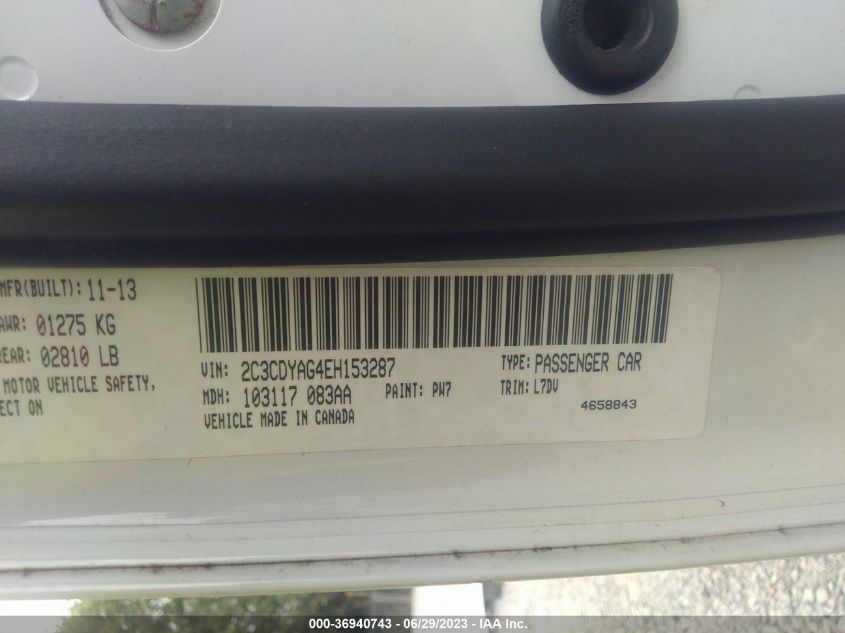 MFR(BUILT): 11-13
AWR: 01275 KG
REAR: 02810 LB
MOTOR VEHICLE SAFETY,
ECT ON
VIN: 2C3CDYAG4EH153287
TYPE: PASSENGER CAR
MDH: 103117 083AA
PAINT: PW7
TRIM: L7DV
VEHICLE MADE IN CANADA
4658843
000-36940743 - 06/29/2023 - IAA Inc.